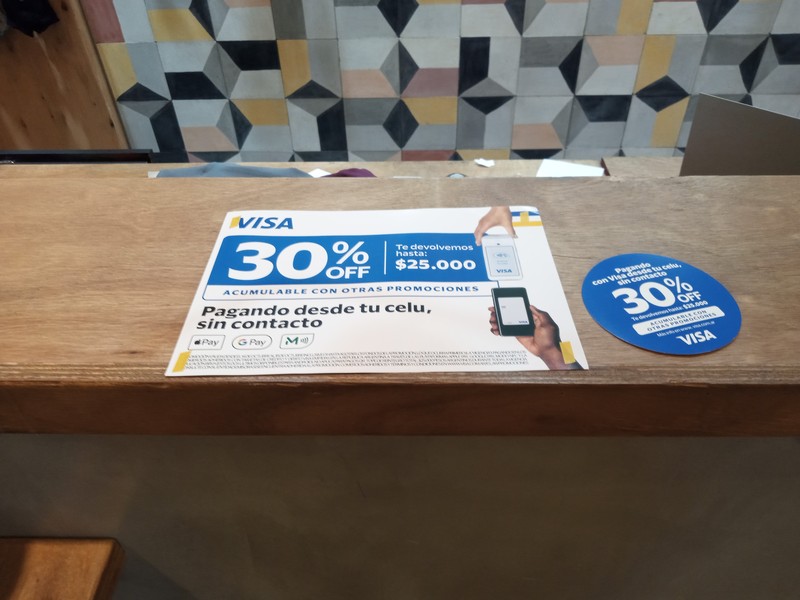 VISA
30% OFF
Te devolvemos
hasta:
$25.000
ACUMULABLE CON OTRAS PROMOCIONES
Pagando desde tu celu,
sin contacto
Pay
G Pay
M
VISA
Pagando
con Visa desde tu celu,
sin contacto
30% OFF
Te devolvemos hasta: $25.000
ACUMULABLE CON
OTRAS PROMOCIONES
VISA